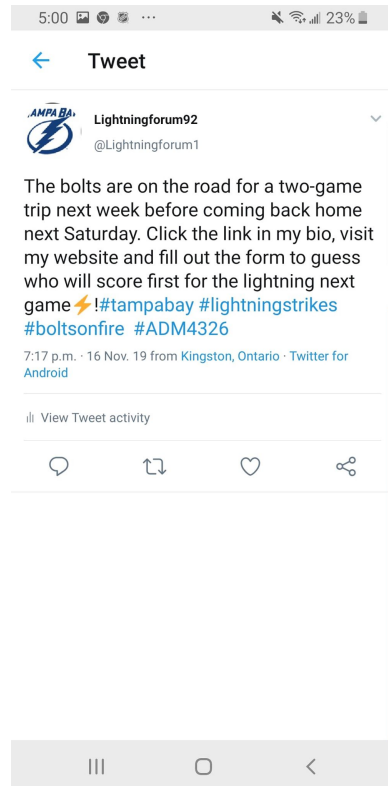 5:00 ... 23%
Tweet
AMPA BA
Lightningforum92
@Lightningforum1
The bolts are on the road for a two-game
trip next week before coming back home
next Saturday. Click the link in my bio, visit
my website and fill out the form to guess
who will score first for the lightning next
game⚡!#tampabay #lightningstrikes
#boltsonfire #ADM4326
7:17 p.m. · 16 Nov. 19 from Kingston, Ontario · Twitter for
Android
View Tweet activity